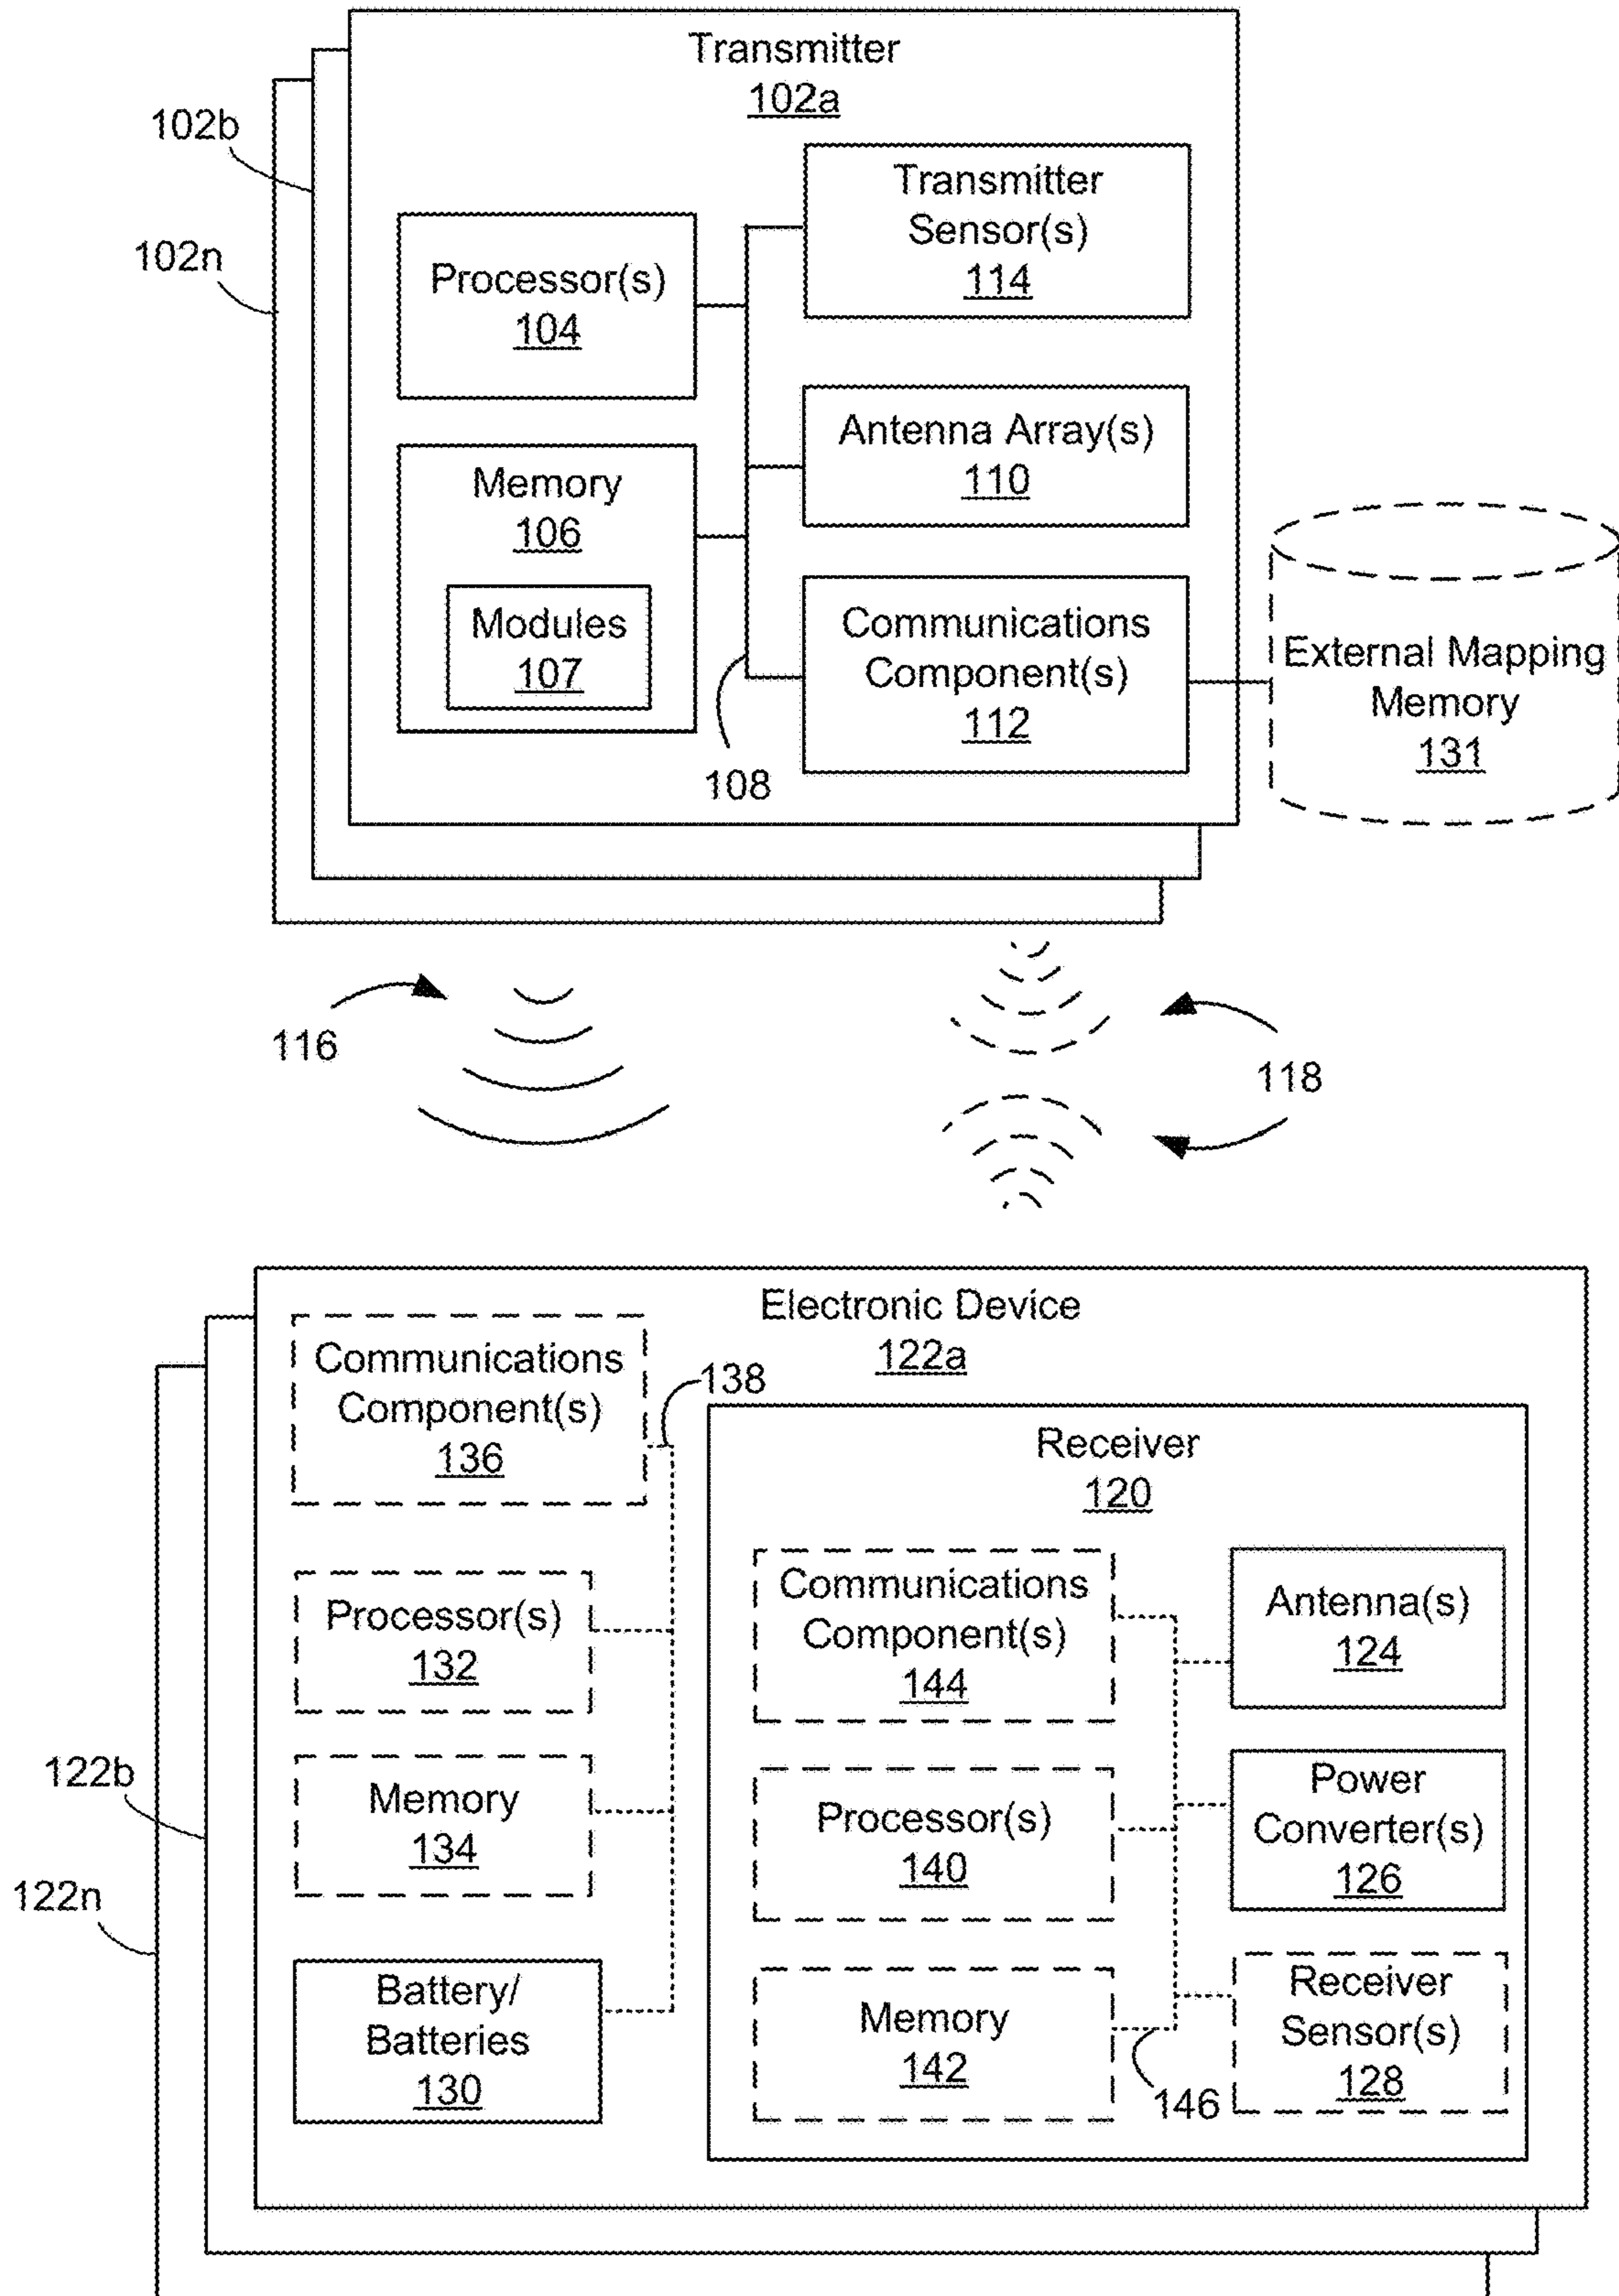 Transmitter
102a
102b
102n
Transmitter
Sensor(s)
114
Processor(s)
104
Antenna Array(s)
110
Memory
106
Modules
107
Communications
Component(s)
112
108
External Mapping
Memory
131
116
118
Electronic Device
122a
Communications
Component(s)
136
138
Receiver
120
Processor(s)
132
Communications
Component(s)
144
Antenna(s)
124
122b
122n
Memory
134
Processor(s)
140
Power
Converter(s)
126
Battery/
Batteries
130
Memory
142
146
Receiver
Sensor(s)
128